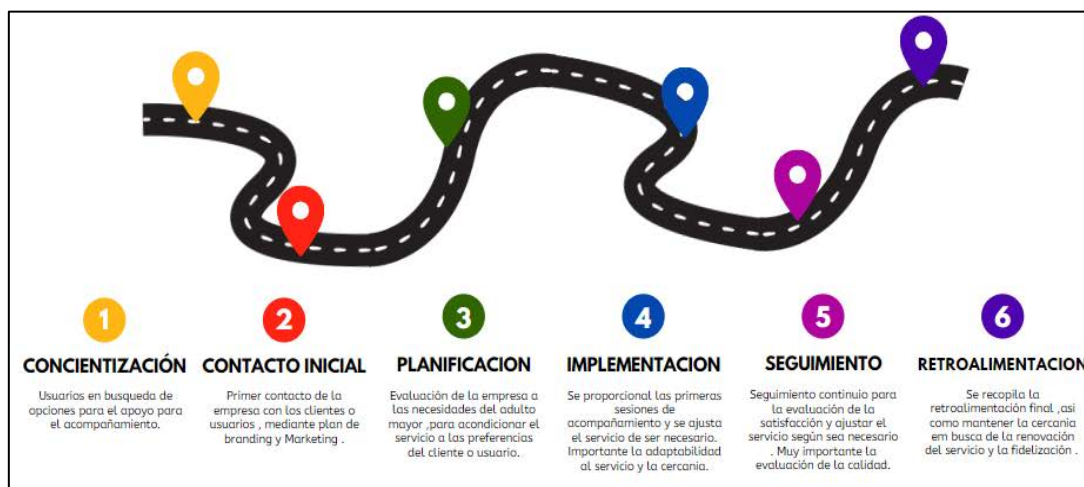 1
CONCIENTIZACIÓN
Usuarios en busqueda de
opciones para el apoyo para
el acompañamiento.
2
CONTACTO INICIAL
Primer contacto de la
empresa con los clientes o
usuarios , mediante plan de
branding y Marketing .
3
PLANIFICACION
Evaluación de la empresa a
las necesidades del adulto
mayor ,para acondicionar el
servicio a las preferencias
del cliente o usuario.
4
IMPLEMENTACION
Se proporcional las primeras
sesiones de
acompañamiento y se ajusta
el servicio de ser necesario.
Importante la adaptabilidad
al servicio y la cercania.
5
SEGUIMIENTO
Seguimiento continuo para
la evaluación de la
satisfacción y ajustar el
servicio según sea necesario
. Muy importante la
evaluación de la calidad.
6
RETROALIMENTACION
Se recopila la
retroalimentación final ,asi
como mantener la cercania
em busca de la renovación
del servicio y la fidelización .